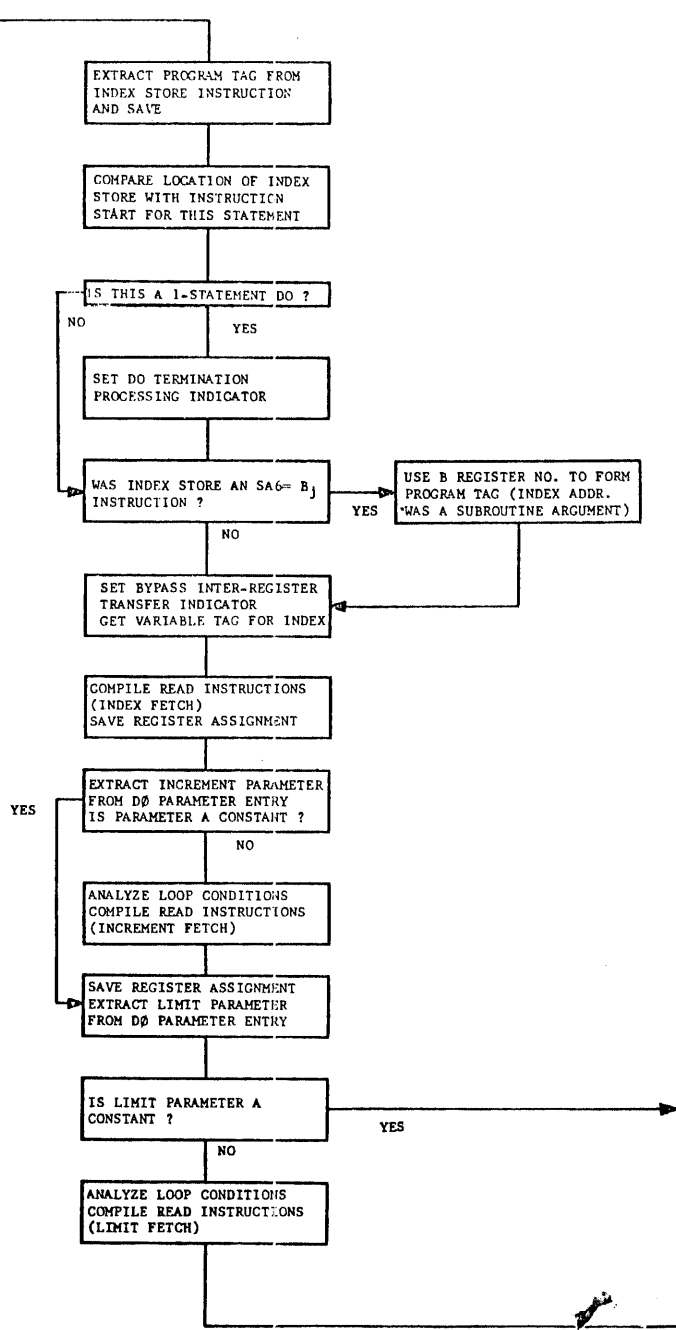 EXTRACT PROGRAM TAG FROM
INDEX STORE INSTRUCTION
AND SAVE
COMPARE LOCATION OF INDEX
STORE WITH INSTRUCTION
START FOR THIS STATEMENT
IS THIS A 1-STATEMENT DO ?
NO
YES
SET DO TERMINATION
PROCESSING INDICATOR
WAS INDEX STORE AN SA6= Bj
INSTRUCTION ?
YES
USE B REGISTER NO. TO FORM
PROGRAM TAG (INDEX ADDR.
WAS A SUBROUTINE ARGUMENT)
NO
SET BYPASS INTER-REGISTER
TRANSFER INDICATOR
GET VARIABLE TAG FOR INDEX
COMPILE READ INSTRUCTIONS
(INDEX FETCH)
SAVE REGISTER ASSIGNMENT
EXTRACT INCREMENT PARAMETER
FROM DØ PARAMETER ENTRY
IS PARAMETER A CONSTANT ?
YES
NO
ANALYZE LOOP CONDITIONS
COMPILE READ INSTRUCTIONS
(INCREMENT FETCH)
SAVE REGISTER ASSIGNMENT
EXTRACT LIMIT PARAMETER
FROM DØ PARAMETER ENTRY
IS LIMIT PARAMETER A
CONSTANT ?
YES
NO
ANALYZE LOOP CONDITIONS
COMPILE READ INSTRUCTIONS
(LIMIT FETCH)